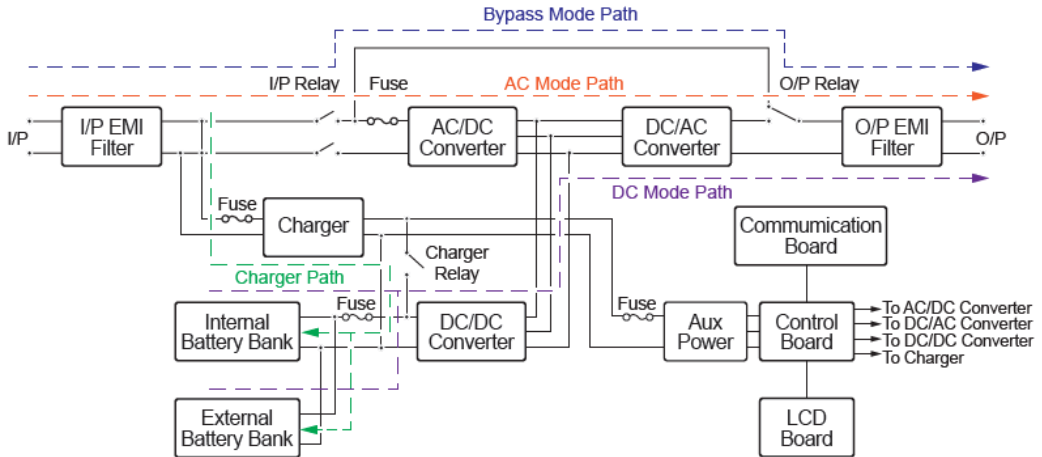 Bypass Mode Path
I/P Relay
Fuse
AC Mode Path
O/P Relay
I/P
I/P EMI
Filter
AC/DC
Converter
DC/AC
Converter
O/P EMI
Filter
O/P
DC Mode Path
Fuse
Charger
Communication
Board
Charger
Relay
Charger Path
Fuse
Internal
Battery Bank
DC/DC
Converter
Fuse
Aux
Power
Control
Board
To AC/DC Converter
To DC/AC Converter
To DC/DC Converter
To Charger
External
Battery Bank
LCD
Board